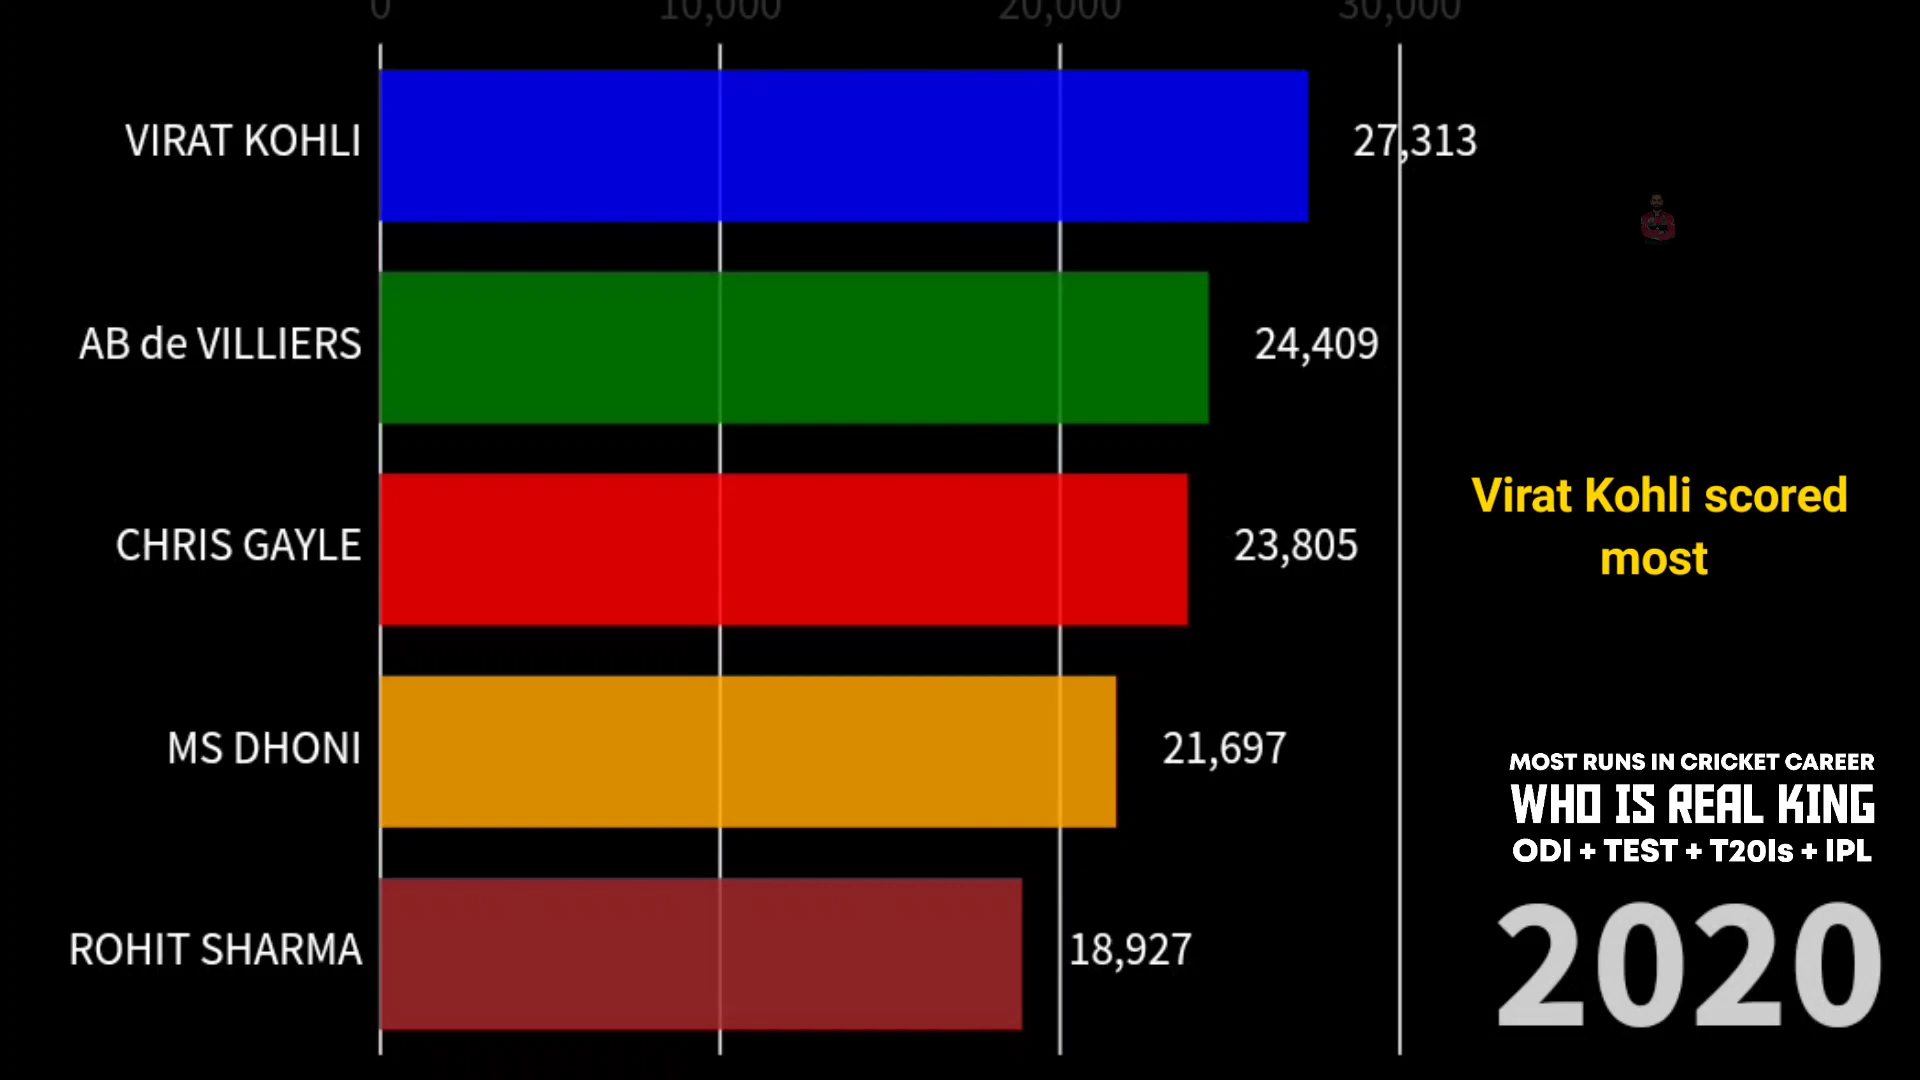 0 10,000 20,000 30,000
VIRAT KOHLI 27,313
AB de VILLIERS 24,409
CHRIS GAYLE 23,805
Virat Kohli scored
most
MS DHONI 21,697
MOST RUNS IN CRICKET CAREER
WHO IS REAL KING
ODI + TEST + T20Is + IPL
ROHIT SHARMA 18,927
2020